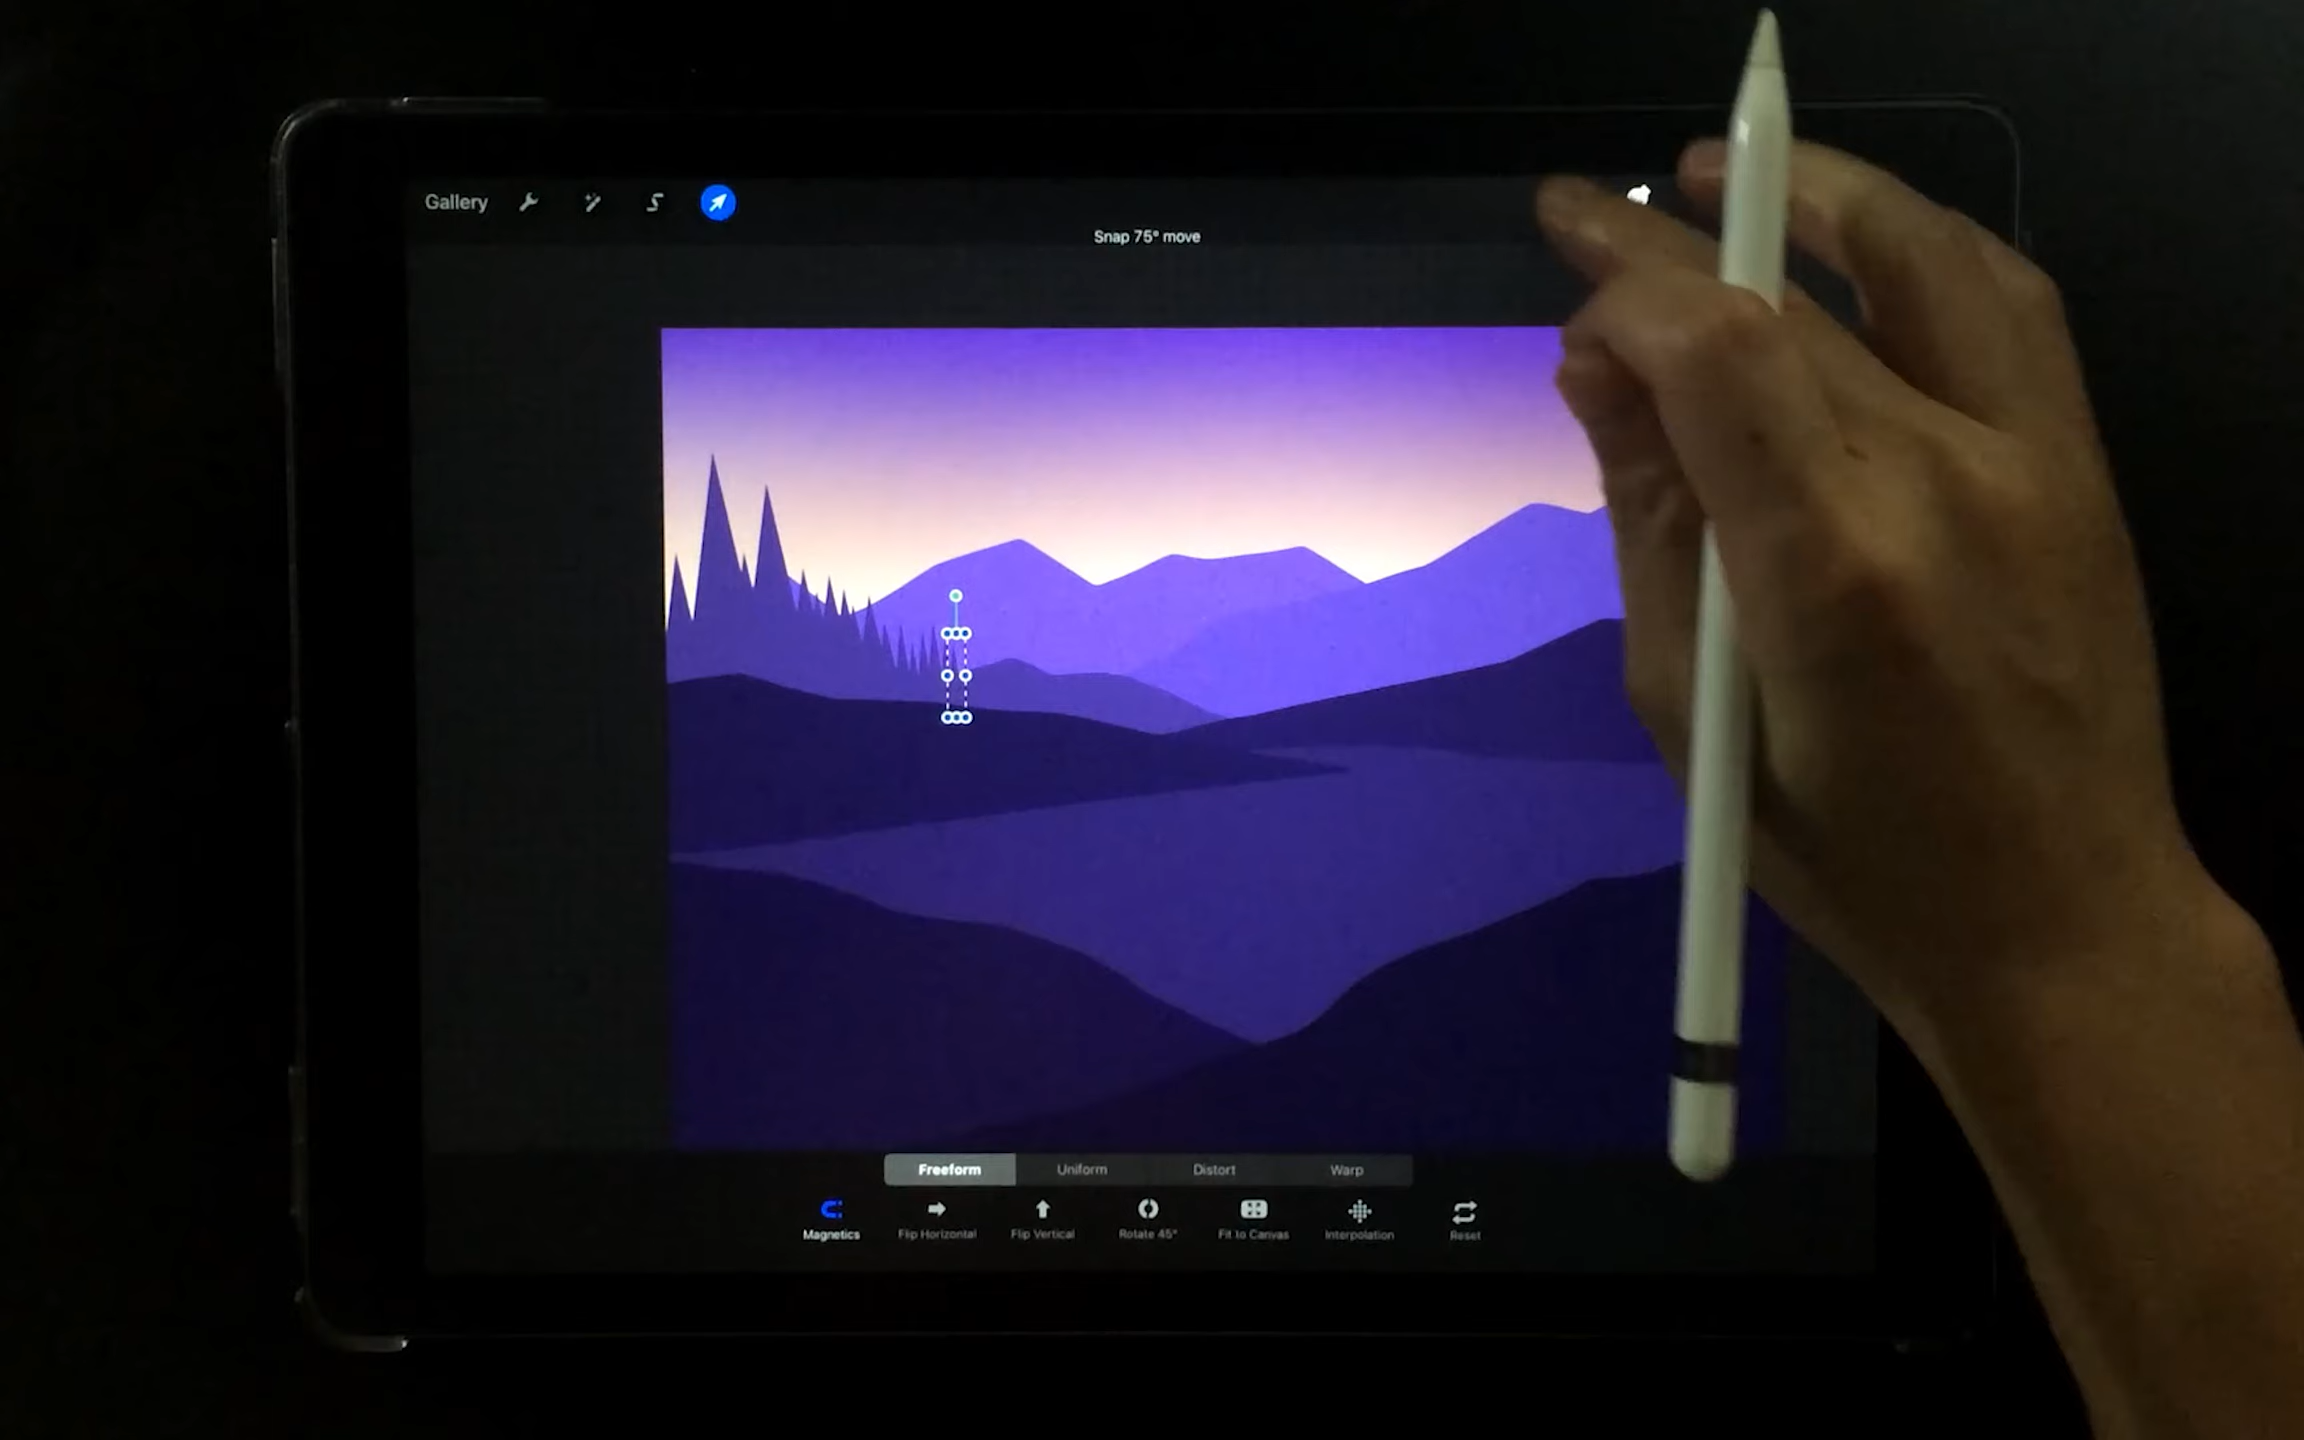 Gallery
Snap 75° move
Freeform Uniform Distort Warp
Magnetics Flip Horizontal Flip Vertical Rotate 45° Fit to Canvas Interpolation Reset